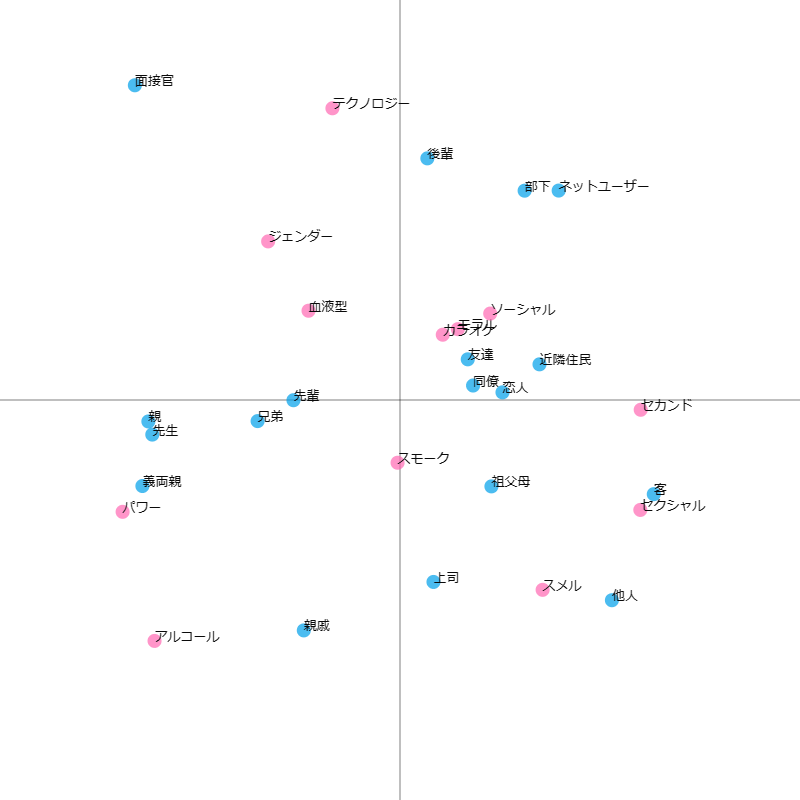 面接官
テクノロジー
後輩
部下
ネットユーザー
ジェンダー
血液型
ソーシャル
モラル
カラオケ
友達
近隣住民
同僚
恋人
先輩
セカンド
親
兄弟
先生
スモーク
義両親
祖父母
客
パワー
セクシャル
上司
スメル
他人
親戚
アルコール